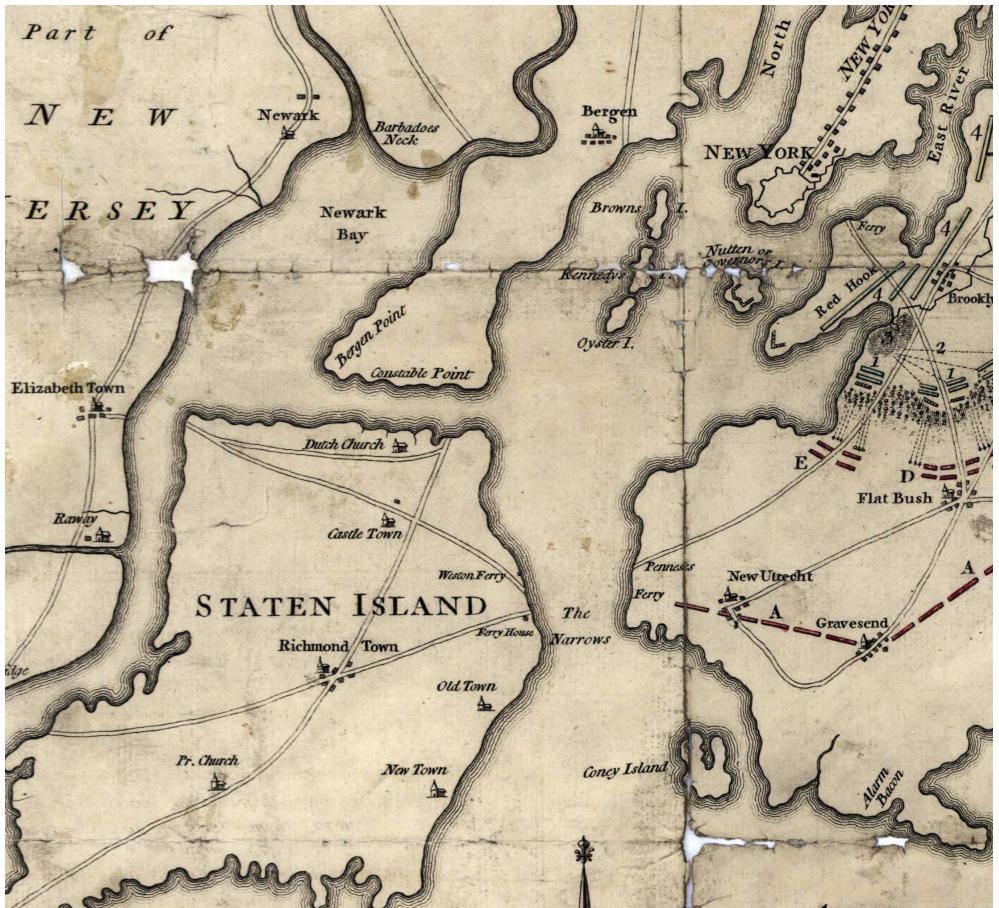 Part of
NEW
ERSEY
Newark
Barbadoes
Neck
Newark
Bay
Bergen
North
NEW YORK
NEW YORK
East River
4
Browns I.
Kennedys I.
Oyster I.
Nutten or
Governors I.
Ferry
4
Red Hook
4
Brookly
3
2
1
1
Bergen Point
Constable Point
Elizabeth Town
Dutch Church
E
D
Flat Bush
Raway
Castle Town
Weston Ferry
Penneses
Ferry
New Utrecht
A
A
Gravesend
STATEN ISLAND
Ferry House
The
Narrows
Richmond Town
Old Town
Pr. Church
New Town
Coney Island
Alarm
Bacon